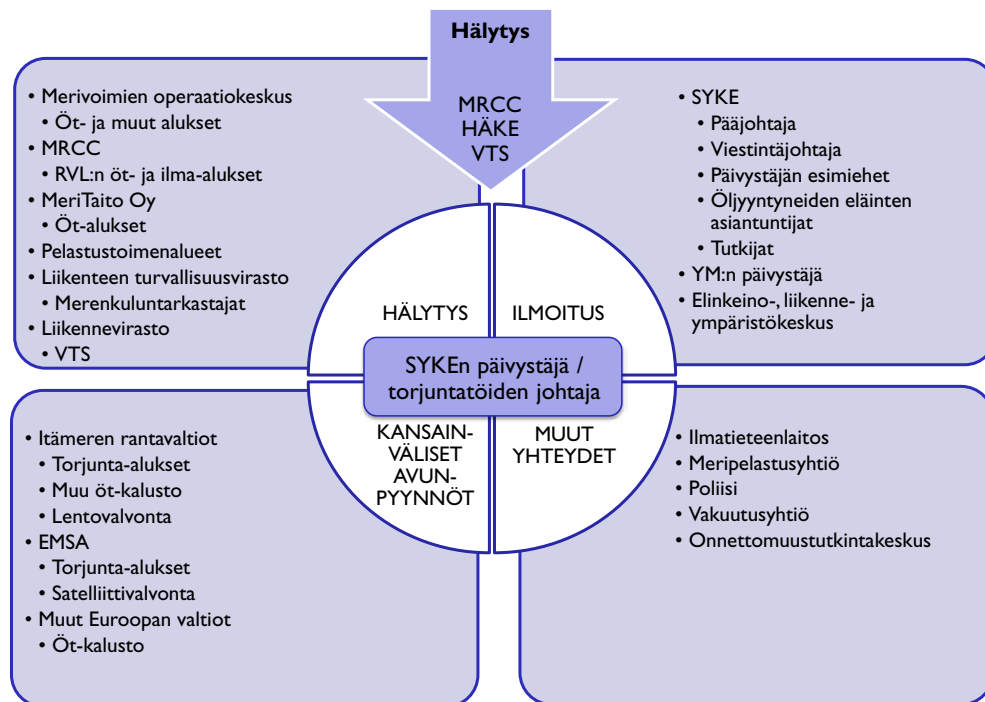 Hälytys
MRCC
HÄKE
VTS
• Merivoimien operaatiokeskus
• Öt- ja muut alukset
• MRCC
• RVL:n öt- ja ilma-alukset
• MeriTaito Oy
• Öt-alukset
• Pelastustoimenalueet
• Liikenteen turvallisuusvirasto
• Merenkuluntarkastajat
• Liikennevirasto
• VTS
• SYKE
• Pääjohtaja
• Viestintäjohtaja
• Päivystäjän esimiehet
• Öljyyntyneiden eläinten
asiantuntijat
• Tutkijat
• YM:n päivystäjä
• Elinkeino-, liikenne- ja
ympäristökeskus
HÄLYTYS
ILMOITUS
SYKEn päivystäjä /
torjuntatöiden johtaja
KANSAIN-
VÄLISET
AVUN-
PYYNNÖT
MUUT
YHTEYDET
• Itämeren rantavaltiot
• Torjunta-alukset
• Muu öt-kalusto
• Lentovalvonta
• EMSA
• Torjunta-alukset
• Satelliittivalvonta
• Muut Euroopan valtiot
• Öt-kalusto
• Ilmatieteenlaitos
• Meripelastusyhtiö
• Poliisi
• Vakuutusyhtiö
• Onnettomuustutkintakeskus